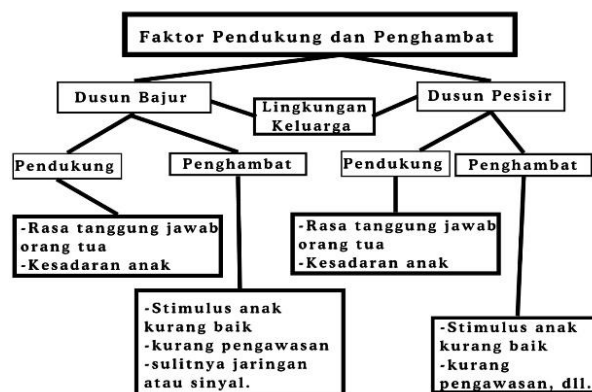 Faktor Pendukung dan Penghambat
Dusun Bajur
Lingkungan
Keluarga
Dusun Pesisir
Pendukung
Penghambat
Pendukung
Penghambat
-Rasa tanggung jawab
orang tua
-Kesadaran anak
-Rasa tanggung jawab
orang tua
-Kesadaran anak
-Stimulus anak
kurang baik
-kurang pengawasan
-sulitnya jaringan
atau sinyal.
-Stimulus anak
kurang baik
-kurang
pengawasan, dll.